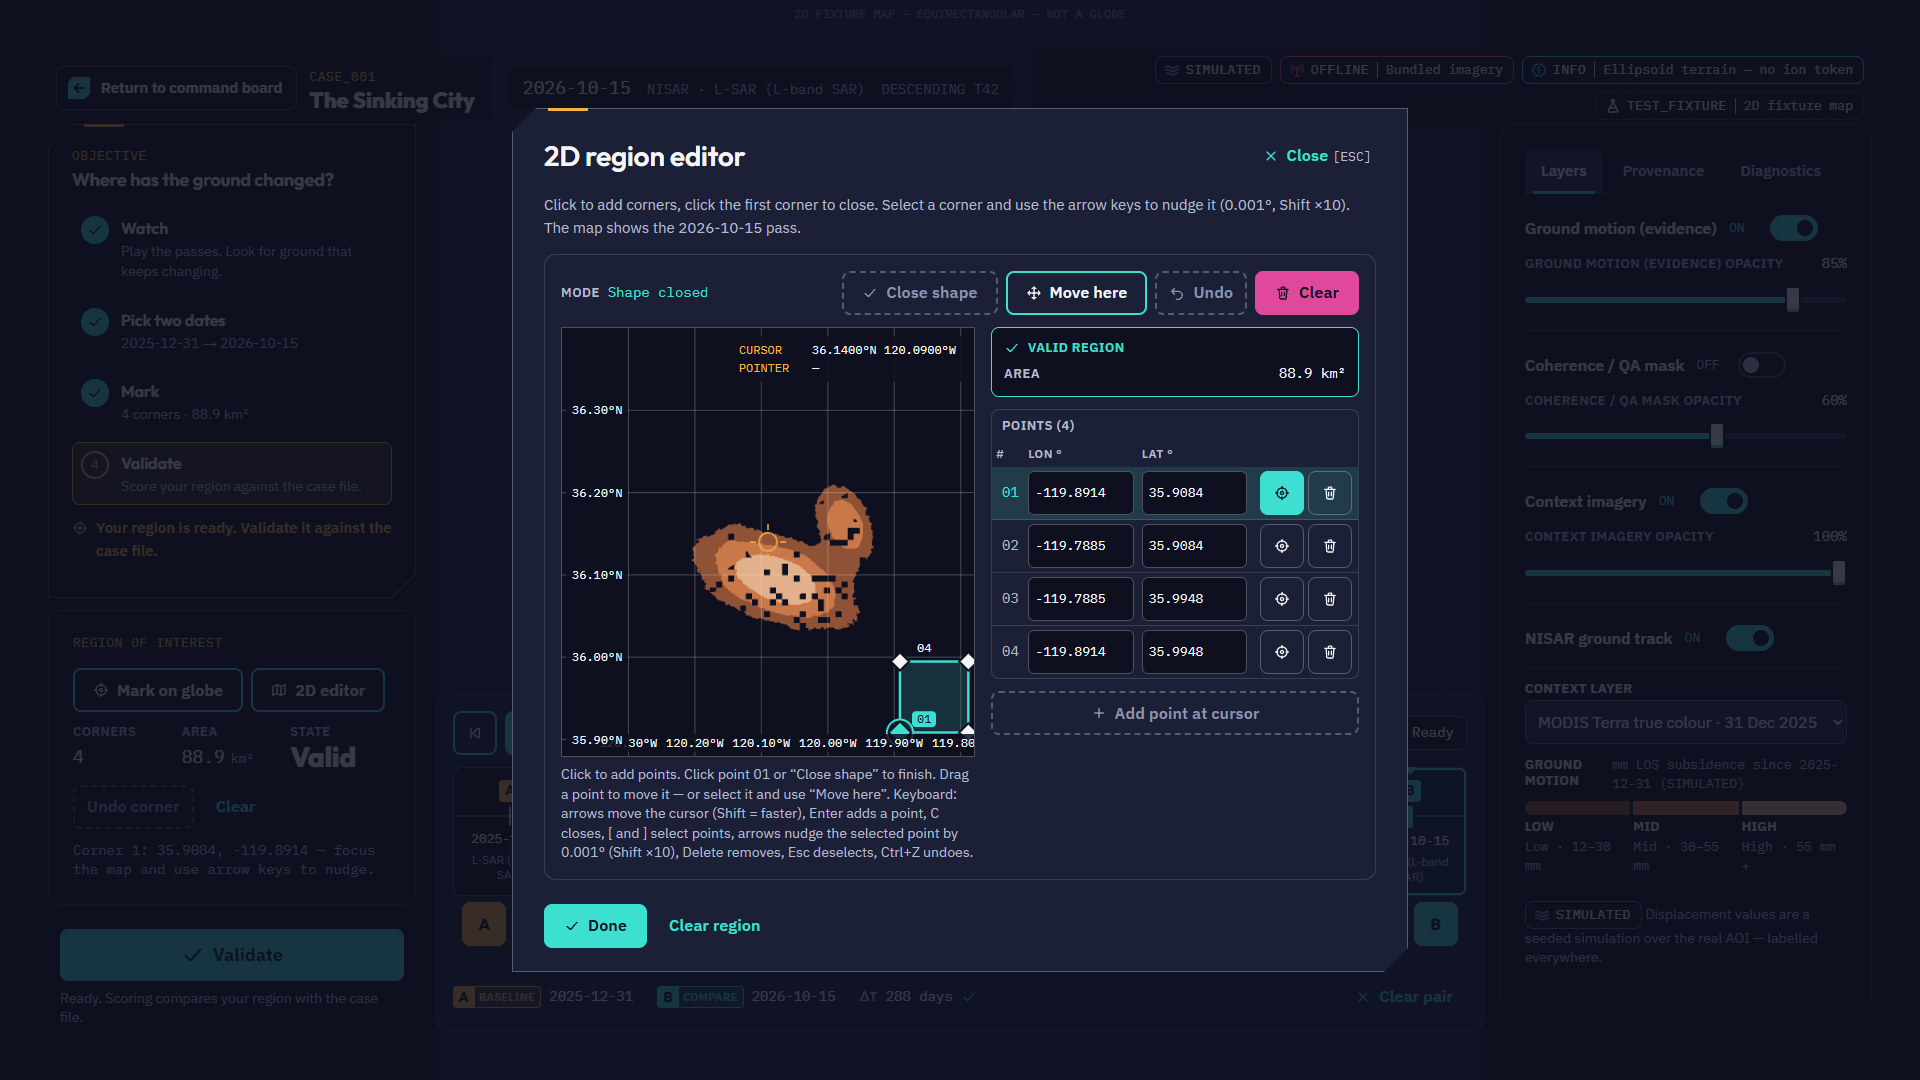 2D FIXTURE MAP — EQUIRECTANGULAR — NOT A GLOBE
Return to command board
CASE_001
The Sinking City
2026-10-15 NISAR · L-SAR (L-band SAR) DESCENDING T42
SIMULATED
OFFLINE | Bundled imagery
INFO | Ellipsoid terrain — no ion token
TEST_FIXTURE | 2D fixture map
OBJECTIVE
Where has the ground changed?
Watch
Play the passes. Look for ground that
keeps changing.
Pick two dates
2025-12-31 → 2026-10-15
Mark
4 corners · 88.9 km²
4
Validate
Score your region against the case file.
Your region is ready. Validate it against the
case file.
REGION OF INTEREST
Mark on globe
2D editor
CORNERS AREA STATE
4 88.9 km² Valid
Undo corner Clear
Corner 1: 35.9084, -119.8914 — focus
the map and use arrow keys to nudge.
Validate
Ready. Scoring compares your region with the case
file.
2D region editor
Close [ESC]
Click to add corners, click the first corner to close. Select a corner and use the arrow keys to nudge it (0.001°, Shift ×10).
The map shows the 2026-10-15 pass.
MODE Shape closed
Close shape
Move here
Undo
Clear
CURSOR 36.1400°N 120.0900°W
POINTER —
36.30°N
36.20°N
36.10°N
36.00°N
35.90°N
04
01
30°W 120.20°W 120.10°W 120.00°W 119.90°W 119.80
Click to add points. Click point 01 or “Close shape” to finish. Drag
a point to move it — or select it and use “Move here”. Keyboard:
arrows move the cursor (Shift = faster), Enter adds a point, C
closes, [ and ] select points, arrows nudge the selected point by
0.001° (Shift ×10), Delete removes, Esc deselects, Ctrl+Z undoes.
VALID REGION
AREA 88.9 km²
POINTS (4)
# LON ° LAT °
01 -119.8914 35.9084
02 -119.7885 35.9084
03 -119.7885 35.9948
04 -119.8914 35.9948
Add point at cursor
Done
Clear region
Ready
A
2025-
L-SAR (
SA
A
B
10-15
(L-band
AR)
B
A BASELINE 2025-12-31 B COMPARE 2026-10-15 ΔT 288 days
Clear pair
Layers Provenance Diagnostics
Ground motion (evidence) ON
GROUND MOTION (EVIDENCE) OPACITY 85%
Coherence / QA mask OFF
COHERENCE / QA MASK OPACITY 60%
Context imagery ON
CONTEXT IMAGERY OPACITY 100%
NISAR ground track ON
CONTEXT LAYER
MODIS Terra true colour · 31 Dec 2025
GROUND MOTION
mm LOS subsidence since 2025-
12-31 (SIMULATED)
LOW MID HIGH
Low · 12–30 mm
Mid · 30–55 mm
High · 55 mm +
SIMULATED Displacement values are a
seeded simulation over the real AOI — labelled
everywhere.